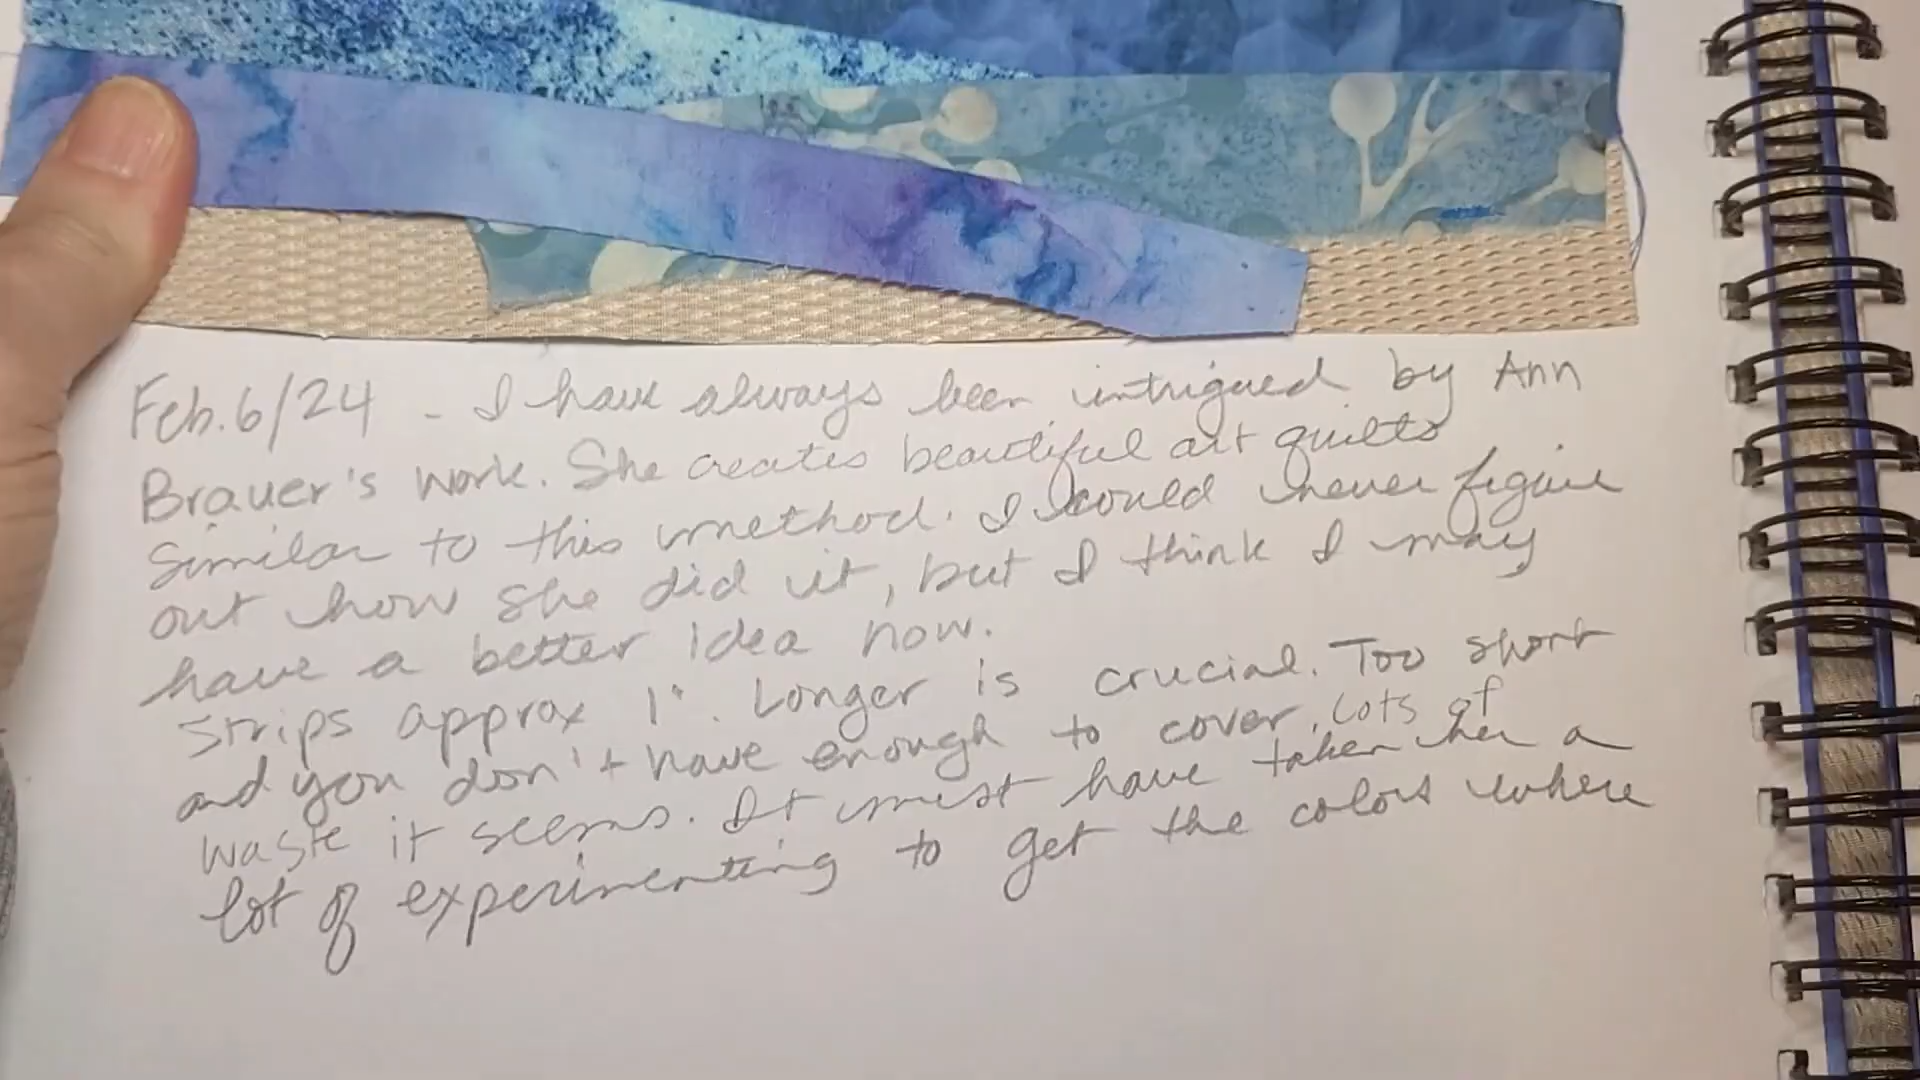 Feb. 6/24 - I have always been intrigued by Ann
Brauer's work. She creates beautiful art quilts
similar to this method. I could never figure
out how she did it, but I think I may
have a better idea now.
Strips approx 1". Longer is crucial. Too short
and you don't have enough to cover. Lots of
waste it seems. It must have taken her a
lot of experimenting to get the colors where